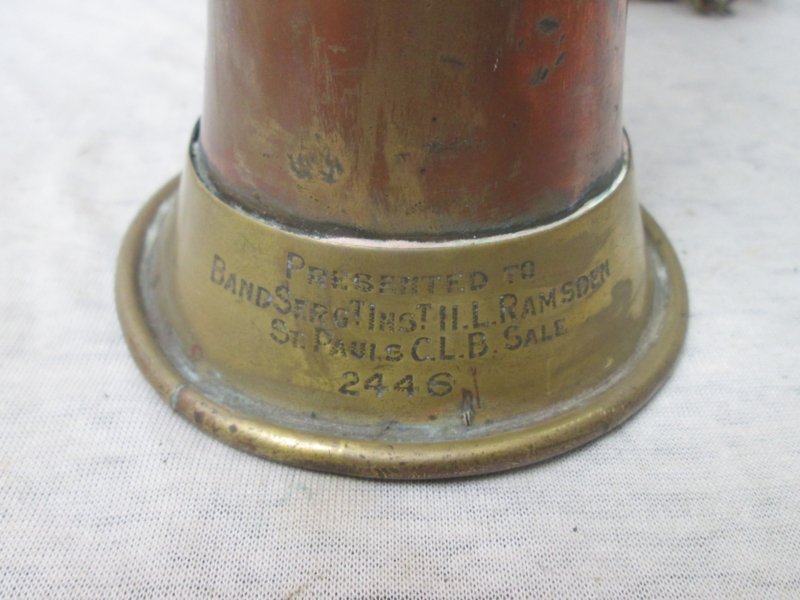 PRESENTED TO
BAND SERGT INST H.L. RAMSDEN
ST. PAULS C.L.B. SALE
2446